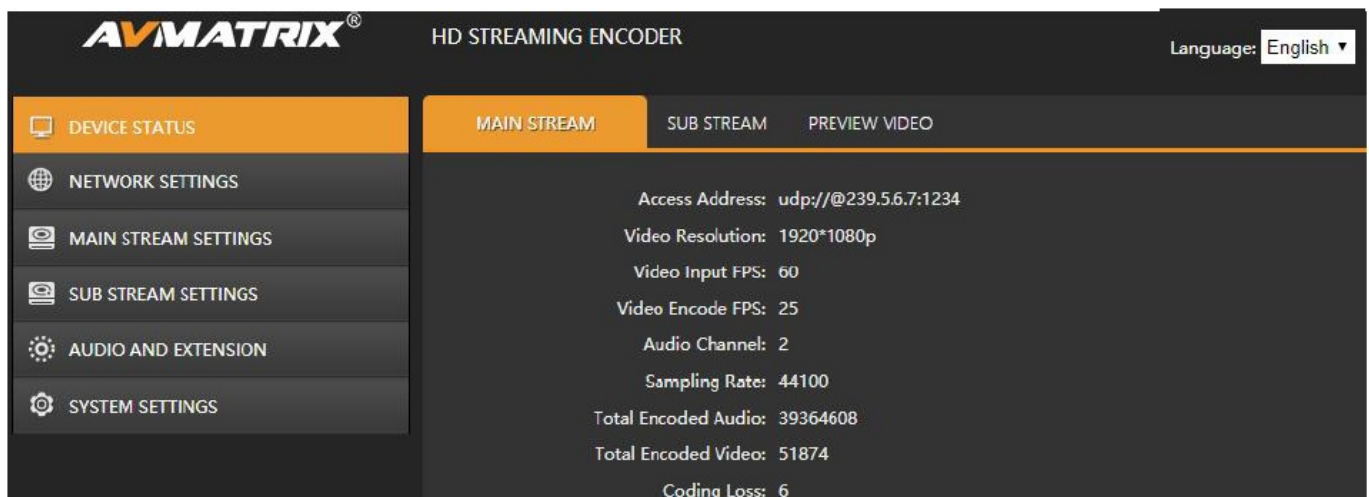 AVMATRIX®
HD STREAMING ENCODER
Language: English
DEVICE STATUS
NETWORK SETTINGS
MAIN STREAM SETTINGS
SUB STREAM SETTINGS
AUDIO AND EXTENSION
SYSTEM SETTINGS
MAIN STREAM SUB STREAM PREVIEW VIDEO
Access Address: udp://@239.5.6.7:1234
Video Resolution: 1920*1080p
Video Input FPS: 60
Video Encode FPS: 25
Audio Channel: 2
Sampling Rate: 44100
Total Encoded Audio: 39364608
Total Encoded Video: 51874
Coding Loss: 6